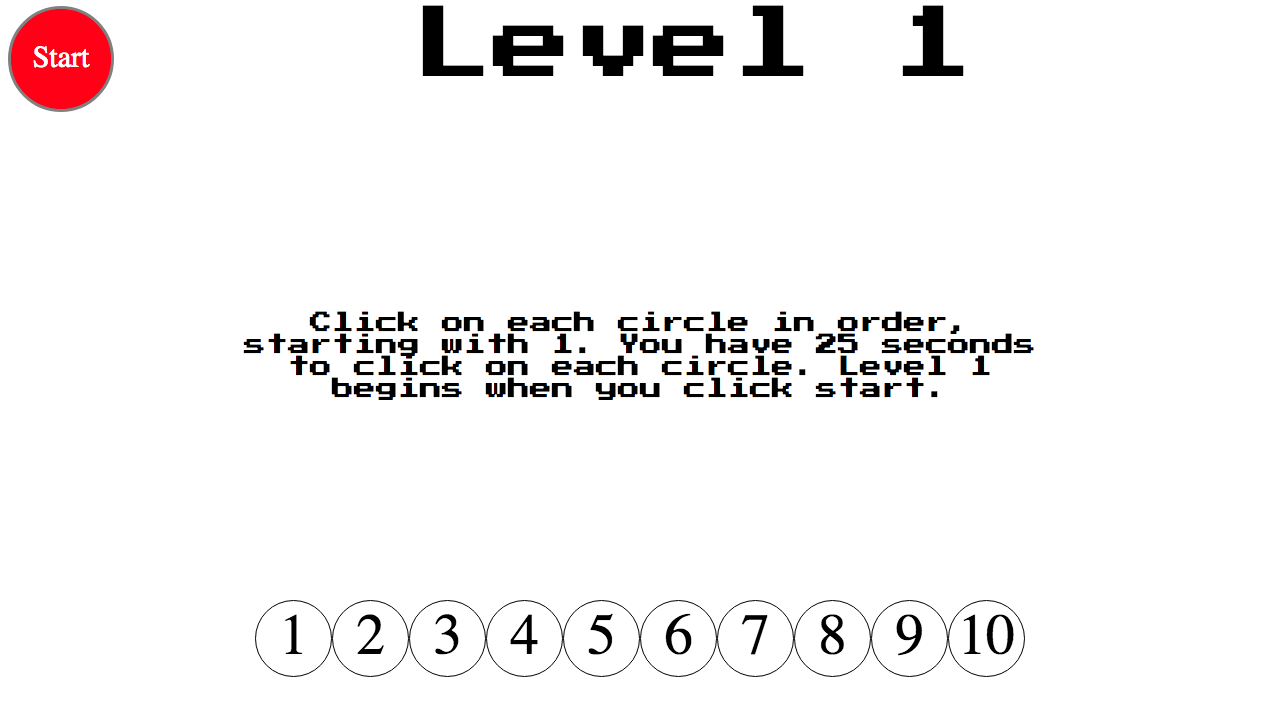 Start
Level 1
Click on each circle in order,
starting with 1. You have 25 seconds
to click on each circle. Level 1
begins when you click start.
1 2 3 4 5 6 7 8 9 10